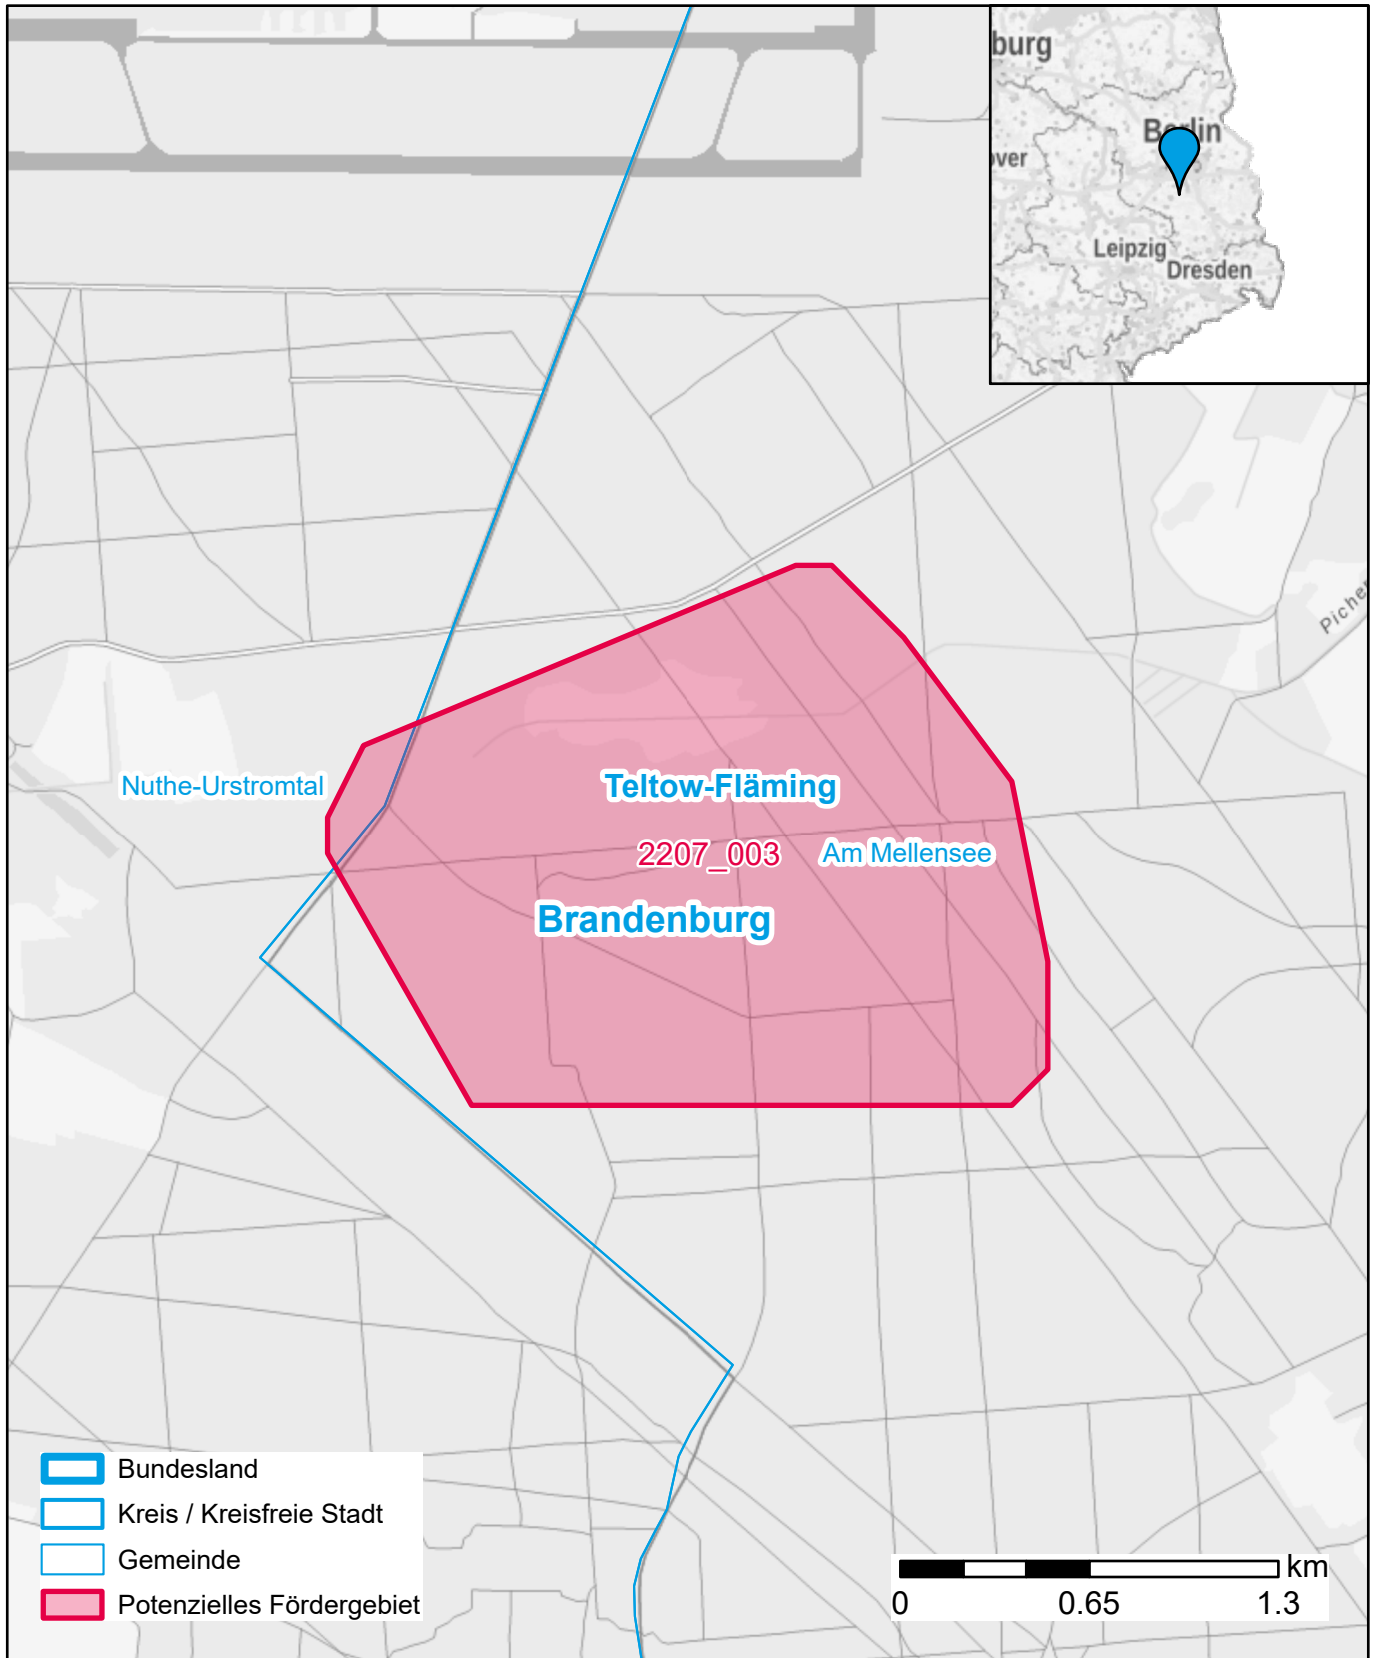 burg
Berlin
over
Leipzig
Dresden
Piche
Nuthe-Urstromtal
Teltow-Fläming
2207_003
Am Mellensee
Brandenburg
Bundesland
Kreis / Kreisfreie Stadt
Gemeinde
Potenzielles Fördergebiet
km
0 0.65 1.3